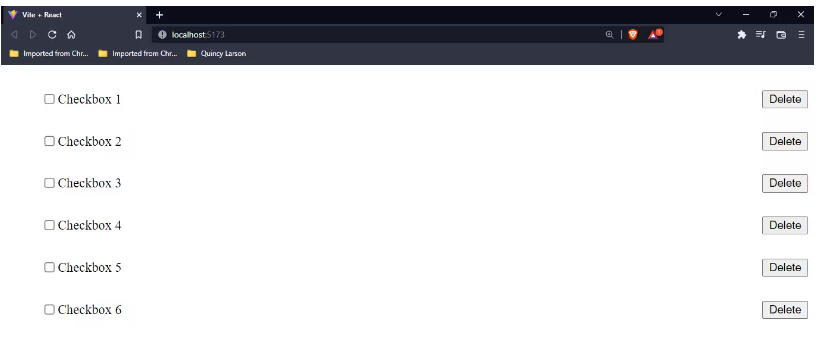 Vite + React
localhost:5173
1
Imported from Chr... Imported from Chr... Quincy Larson
Checkbox 1 Delete
Checkbox 2 Delete
Checkbox 3 Delete
Checkbox 4 Delete
Checkbox 5 Delete
Checkbox 6 Delete